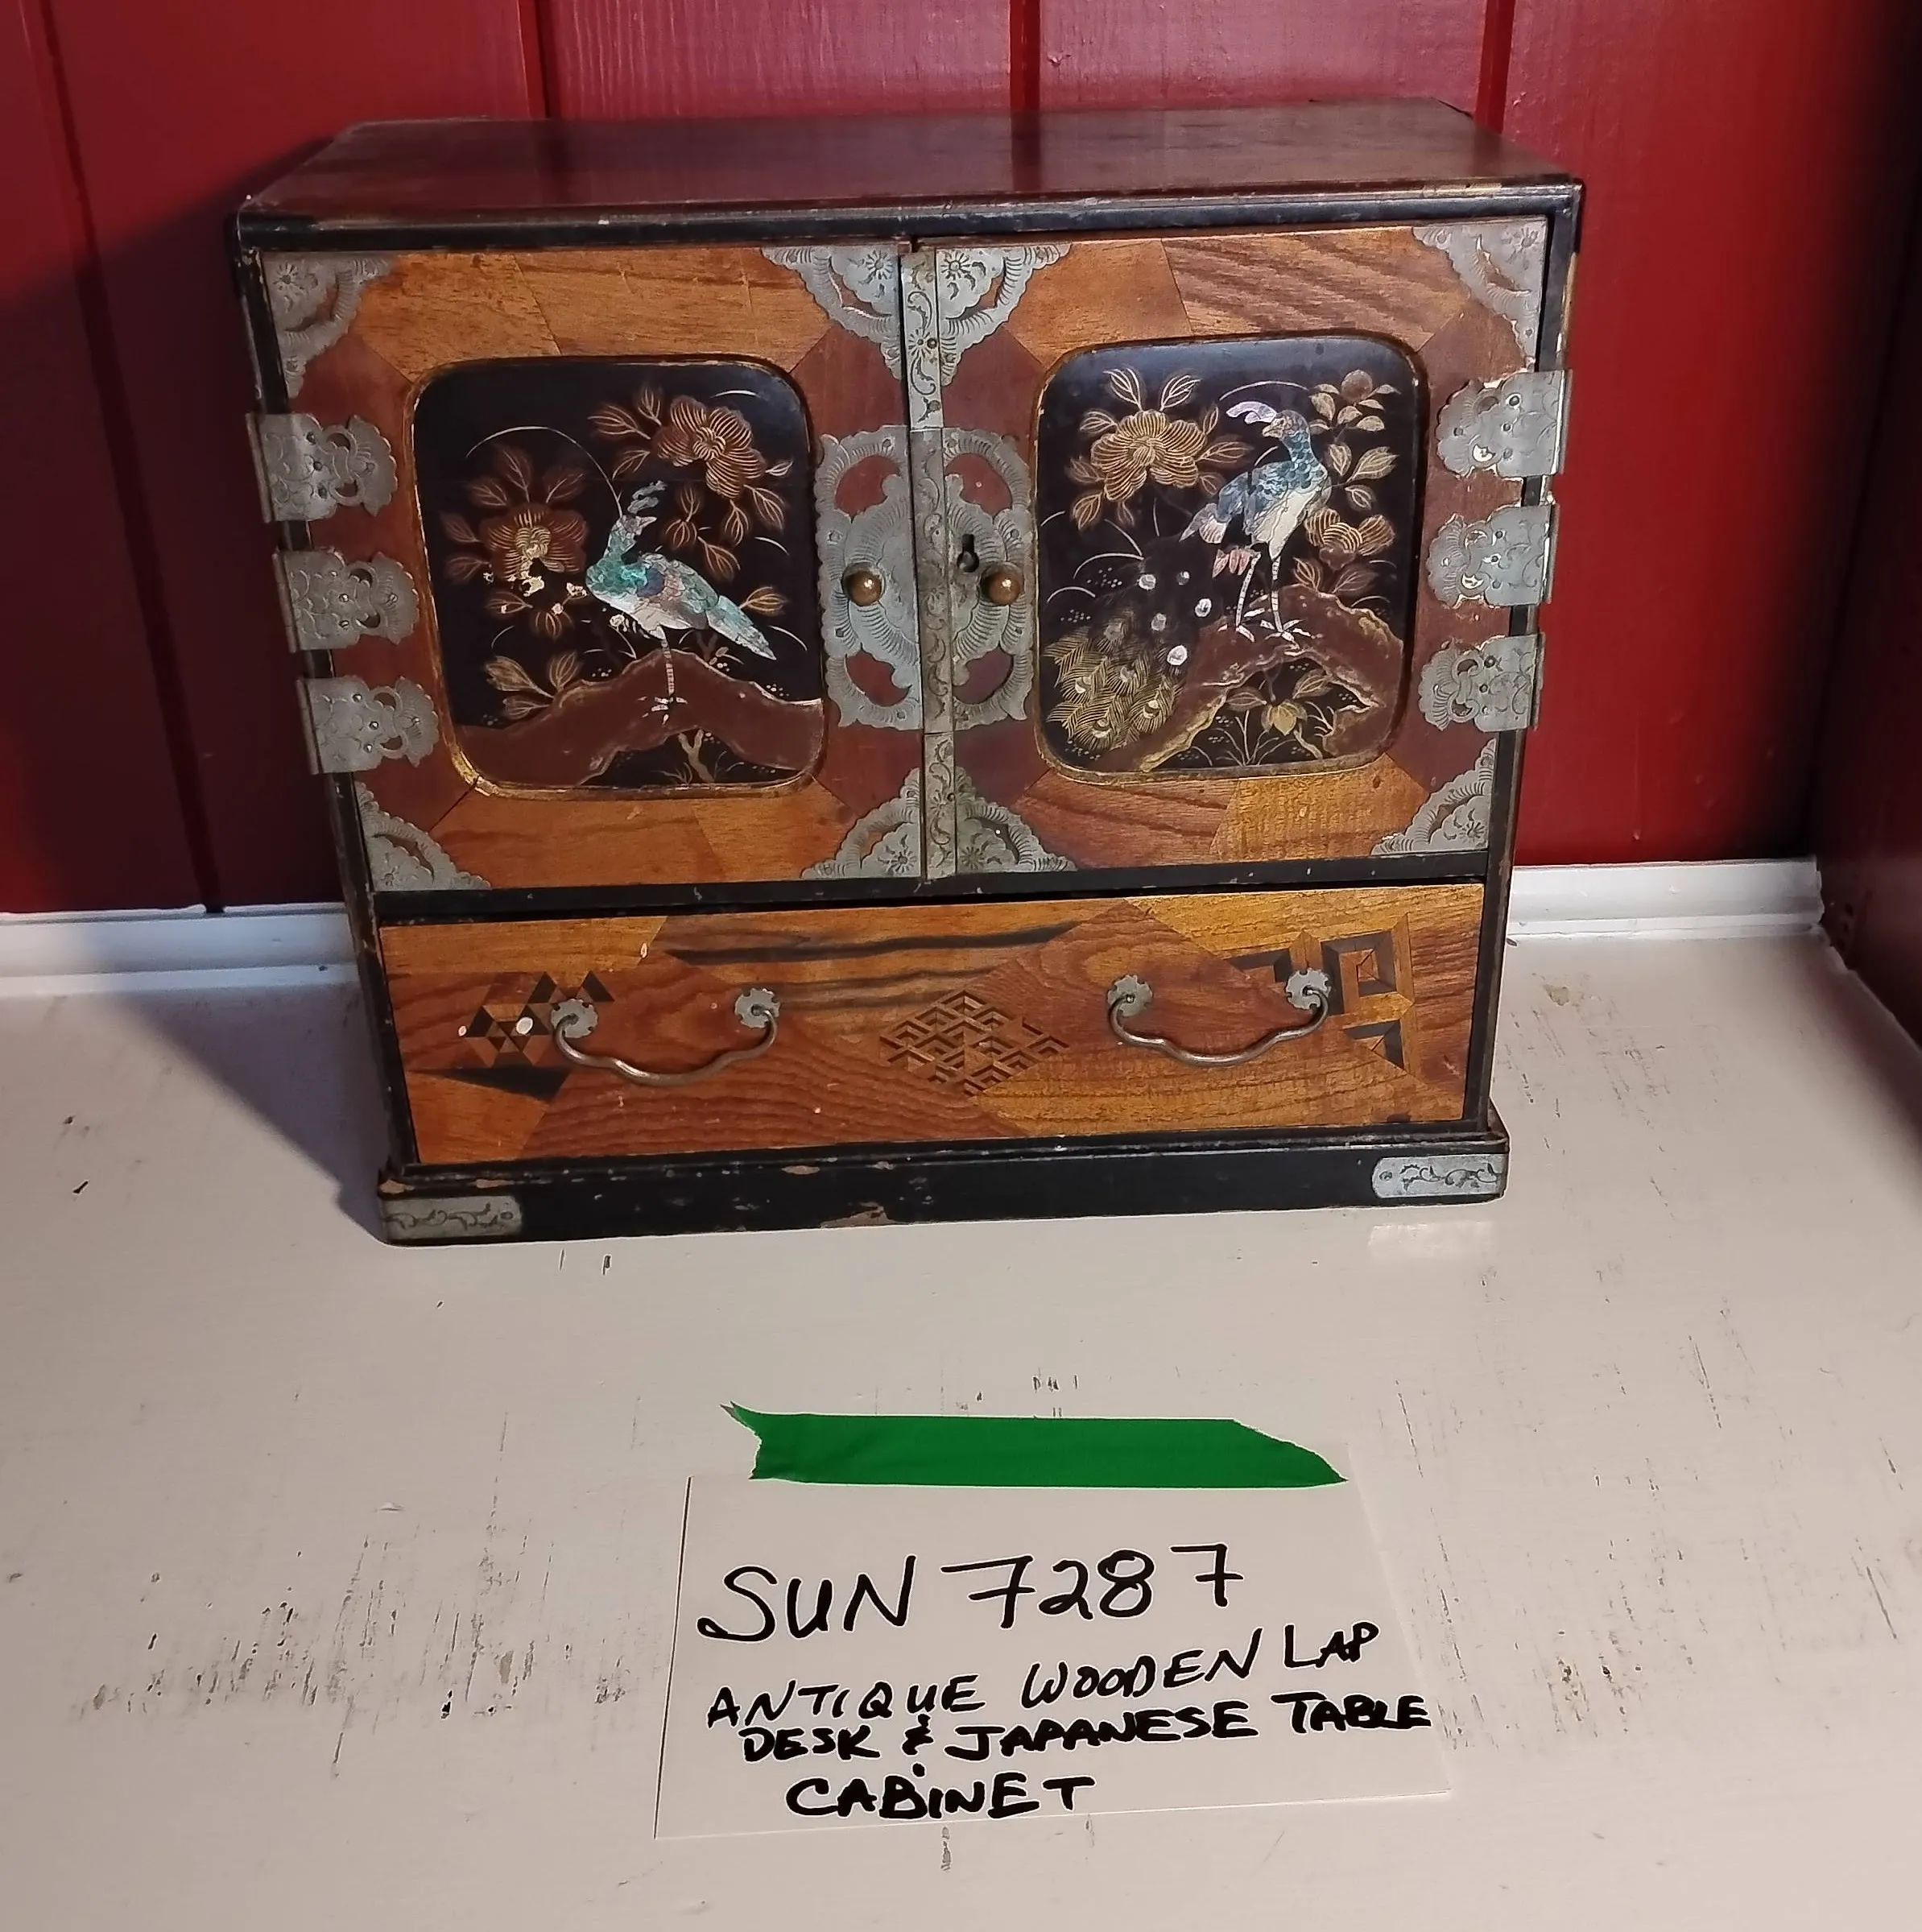 SUN 7287
ANTIQUE WOODEN LAP
DESK & JAPANESE TABLE
CABINET